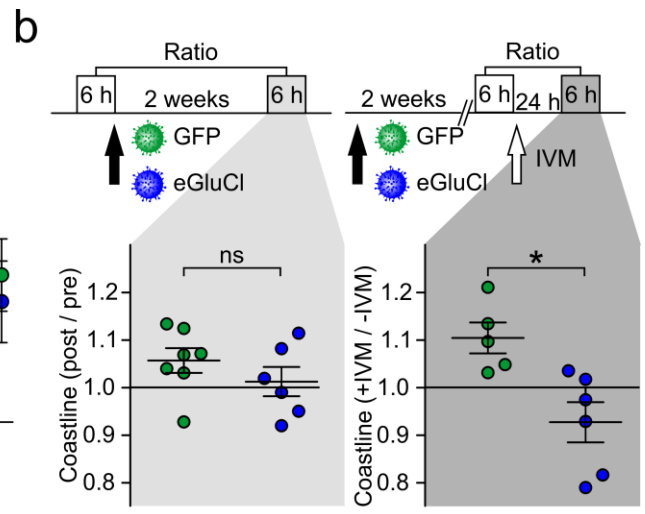 b
Ratio
6 h
2 weeks
6 h
GFP
eGluCl
Ratio
2 weeks
6 h
24 h
6 h
GFP
eGluCl
IVM
Coastline (post / pre)
1.2
1.1
1.0
0.9
0.8
ns
Coastline (+IVM / -IVM)
1.2
1.1
1.0
0.9
0.8
*